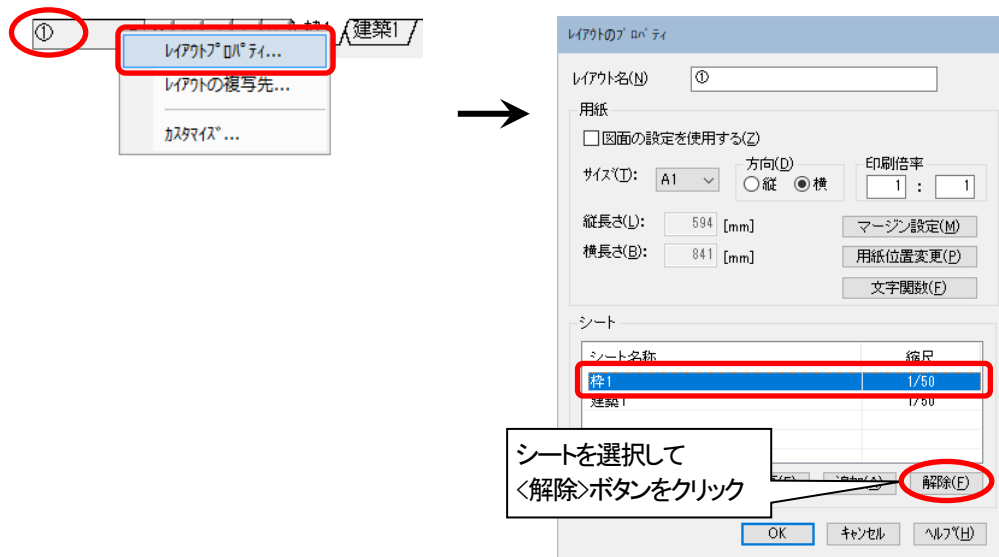 ①
枠1
建築1
ﾚｲｱｳﾄﾌﾟﾛﾊﾟﾃｨ...
ﾚｲｱｳﾄの複写先...
ｶｽﾀﾏｲｽﾞ...
ﾚｲｱｳﾄのﾌﾟﾛﾊﾟﾃｨ
ﾚｲｱｳﾄ名(N)
①
用紙
図面の設定を使用する(Z)
ｻｲｽﾞ(T):
A1
方向(D)
縦
横
印刷倍率
1 : 1
縦長さ(L):
594
[mm]
マージン設定(M)
横長さ(B):
841
[mm]
用紙位置変更(P)
文字関数(F)
シート
シート名称
縮尺
枠1
1/50
建築1
1/50
追加(A)
解除(F)
シートを選択して
<解除>ボタンをクリック
OK
ｷｬﾝｾﾙ
ﾍﾙﾌﾟ(H)